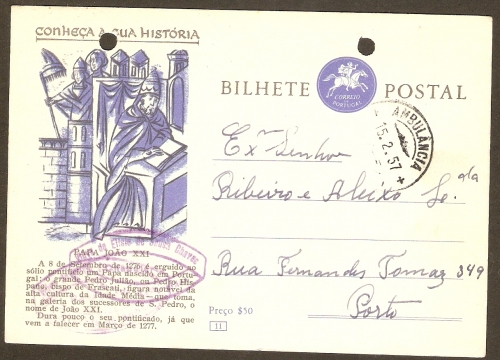 CONHEÇA A SUA HISTÓRIA
BILHETE POSTAL
CORREIO
DE
PORTUGAL
AMBULÂNCIA
15.2.57
Exmo Senhor
Ribeiro e Aleixo Lda
Rua Fernandes Tomaz 349
Porto
PAPA JOÃO XXI
A 8 de Setembro de 1276 é erguido ao
sólio pontifício um Papa nascido em Portu-
gal; o grande Pedro Julião, ou Pedro His-
pano, bispo de Frascati, figura notável da
alta cultura da Idade Média — que toma,
na galeria dos sucessores de S. Pedro, o
nome de João XXI.
Dura pouco o seu pontificado, já que
vem a falecer em Março de 1277.
Preço $50
11